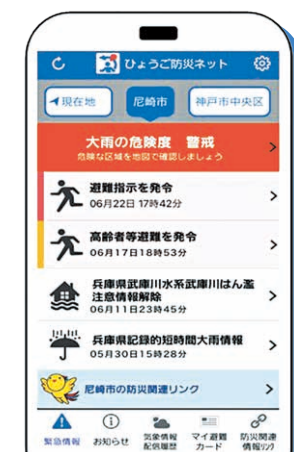 ひょうご防災ネット
現在地
尼崎市
神戸市中央区
大雨の危険度 警戒
危険な区域を地図で確認しましょう
避難指示を発令
06月22日 17時42分
高齢者等避難を発令
06月17日18時53分
兵庫県武庫川水系武庫川はん濫
注意情報解除
06月11日23時45分
兵庫県記録的短時間大雨情報
05月30日15時28分
尼崎市の防災関連リンク
緊急情報
お知らせ
気象情報
配信履歴
マイ避難
カード
防災関連
情報リンク